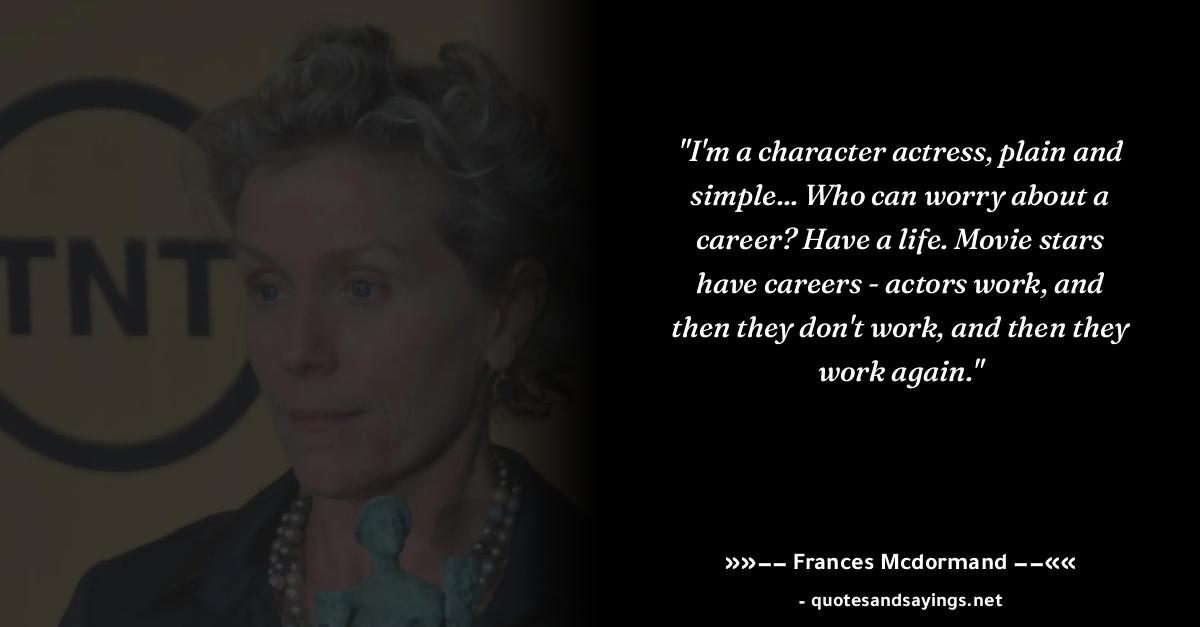 TNT
"I'm a character actress, plain and
simple... Who can worry about a
career? Have a life. Movie stars
have careers - actors work, and
then they don't work, and then they
work again."
»»−− Frances Mcdormand −−««
- quotesandsayings.net